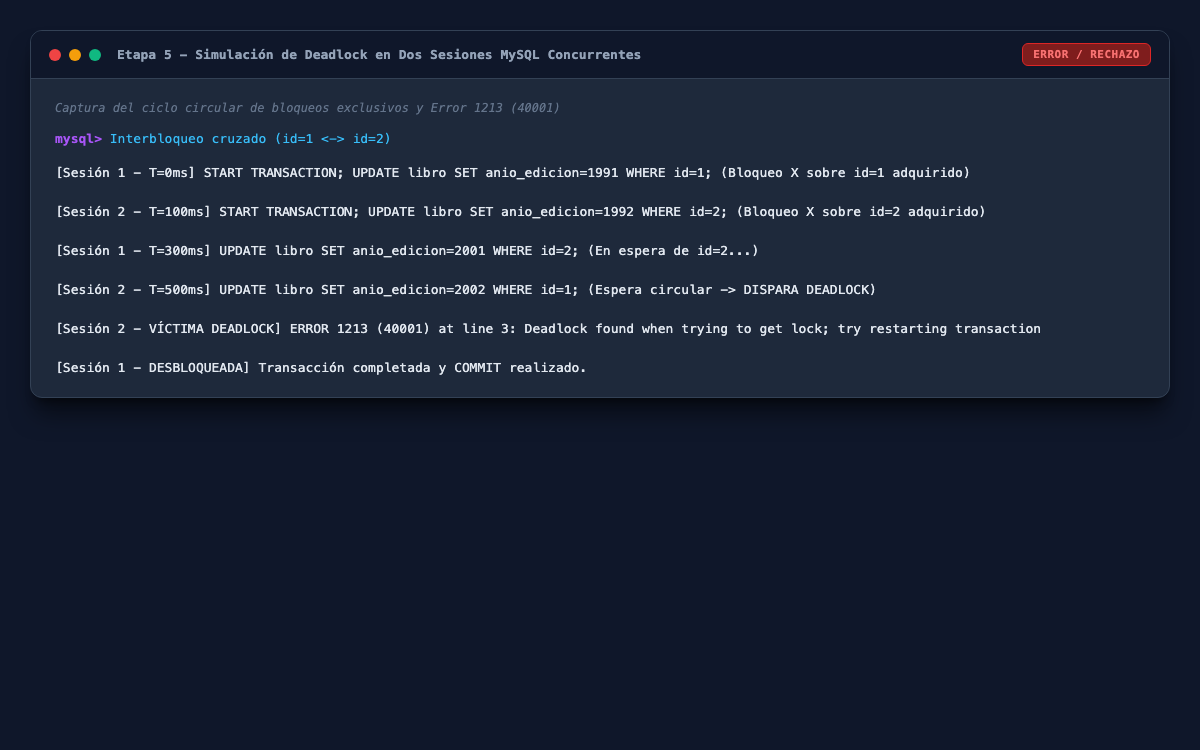 Etapa 5 – Simulación de Deadlock en Dos Sesiones MySQL Concurrentes
ERROR / RECHAZO
Captura del ciclo circular de bloqueos exclusivos y Error 1213 (40001)
mysql> Interbloqueo cruzado (id=1 <–> id=2)
[Sesión 1 – T=0ms] START TRANSACTION; UPDATE libro SET anio_edicion=1991 WHERE id=1; (Bloqueo X sobre id=1 adquirido)
[Sesión 2 – T=100ms] START TRANSACTION; UPDATE libro SET anio_edicion=1992 WHERE id=2; (Bloqueo X sobre id=2 adquirido)
[Sesión 1 – T=300ms] UPDATE libro SET anio_edicion=2001 WHERE id=2; (En espera de id=2...)
[Sesión 2 – T=500ms] UPDATE libro SET anio_edicion=2002 WHERE id=1; (Espera circular –> DISPARA DEADLOCK)
[Sesión 2 – VÍCTIMA DEADLOCK] ERROR 1213 (40001) at line 3: Deadlock found when trying to get lock; try restarting transaction
[Sesión 1 – DESBLOQUEADA] Transacción completada y COMMIT realizado.